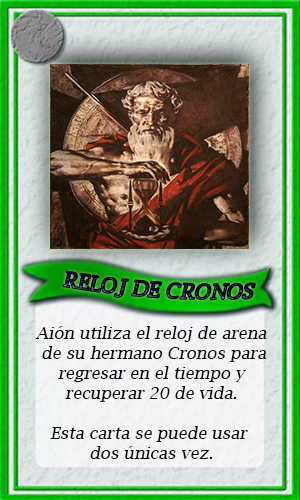 RELOJ DE CRONOS
Aión utiliza el reloj de arena
de su hermano Cronos para
regresar en el tiempo y
recuperar 20 de vida.
Esta carta se puede usar
dos únicas vez.